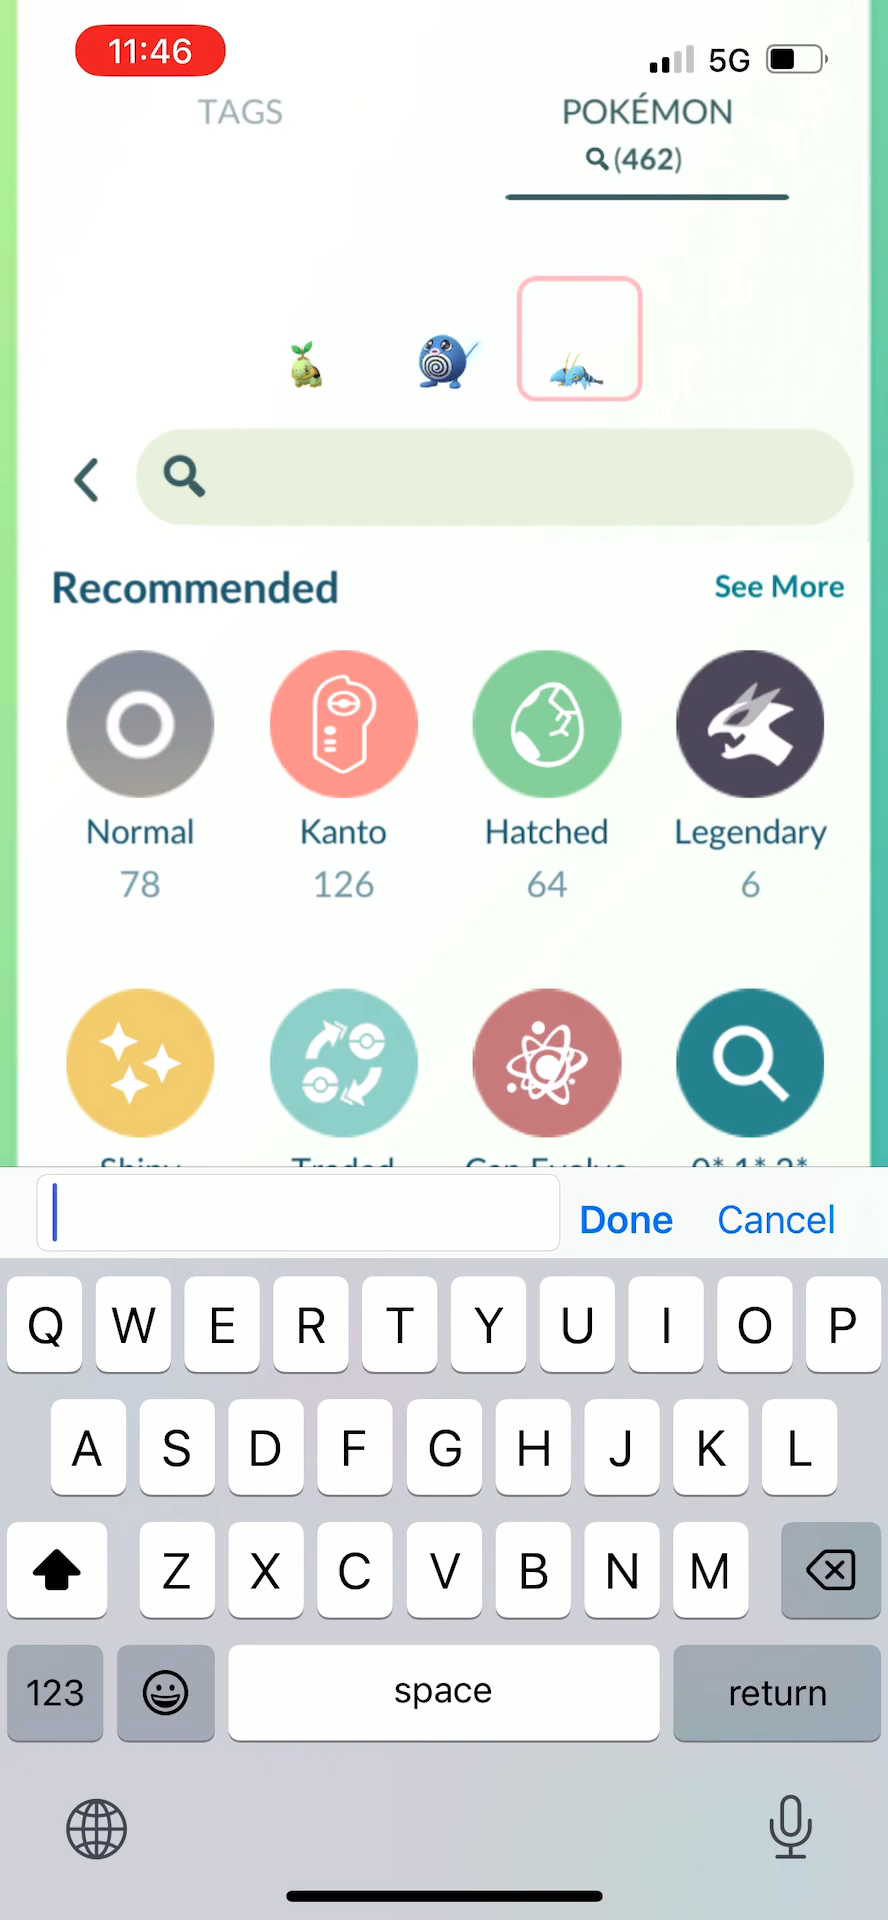 11:46
5G
TAGS
POKÉMON
(462)
Recommended
See More
Normal
Kanto
Hatched
Legendary
78
126
64
6
Q W E R T Y U I O P
A S D F G H J K L
Z X C V B N M
123
space
return
Done
Cancel